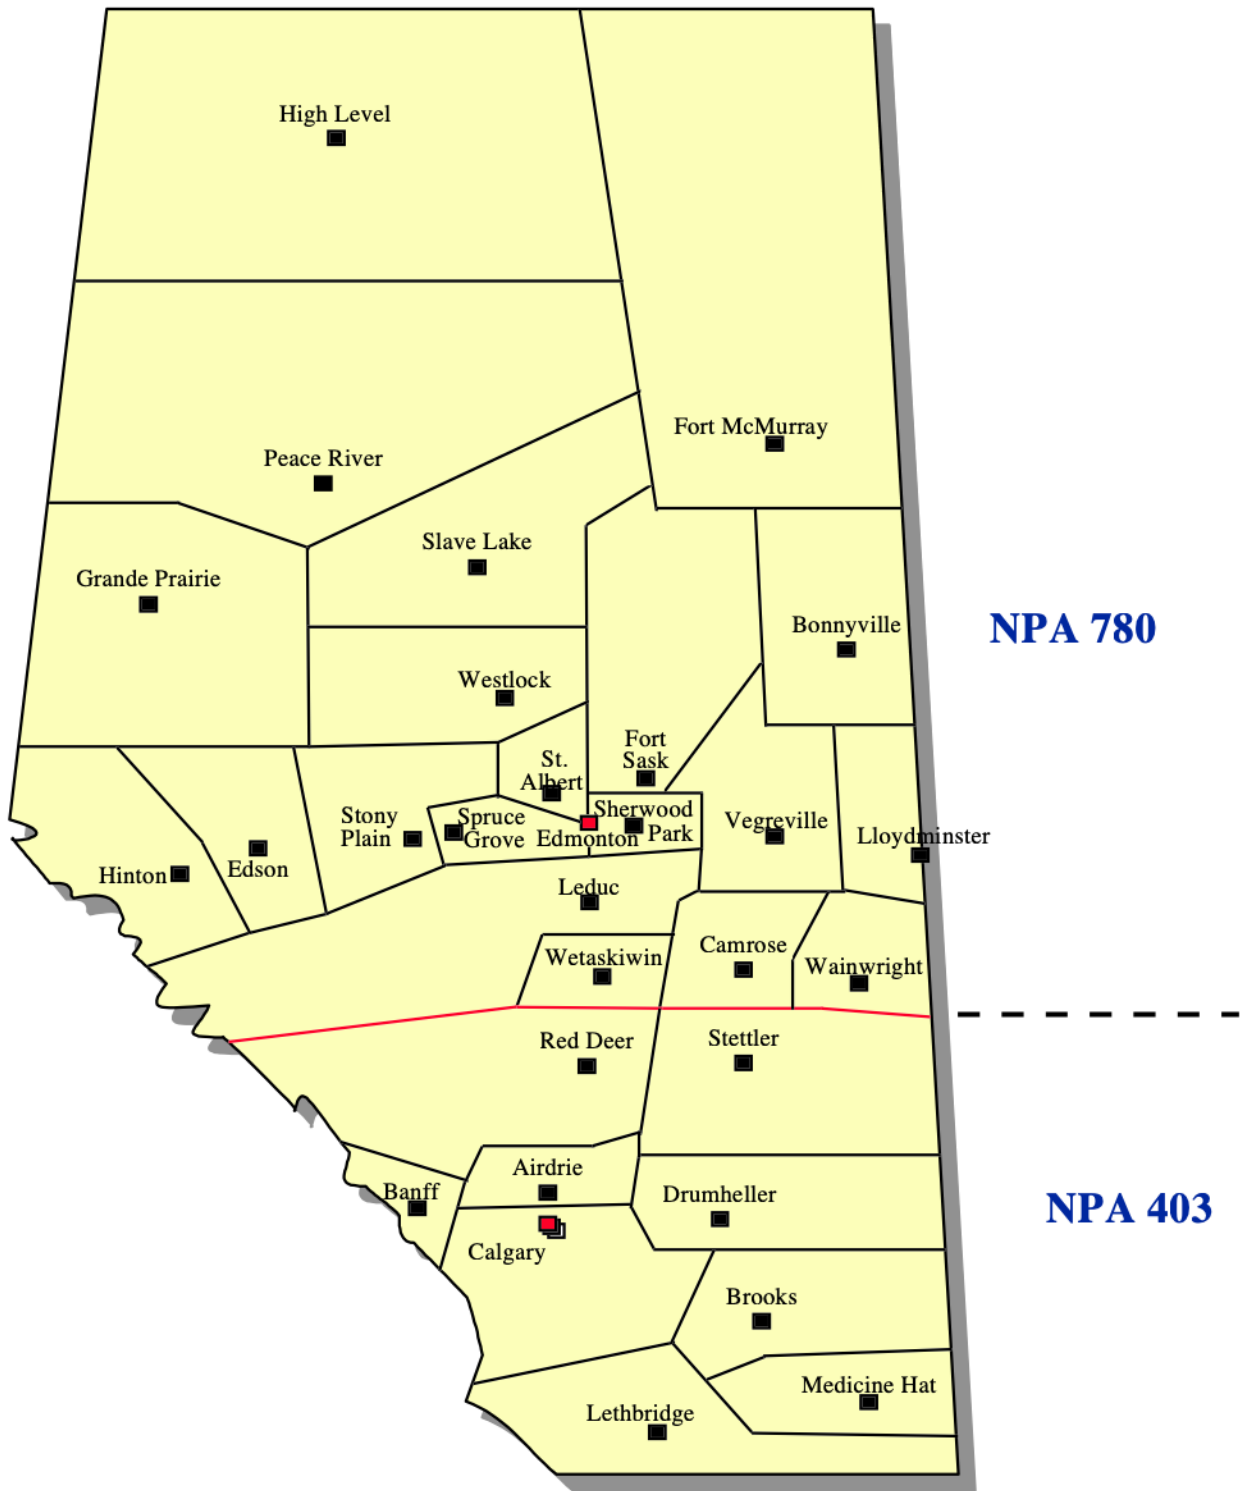 High Level
Fort McMurray
Peace River
Slave Lake
Grande Prairie
Bonnyville
NPA 780
Westlock
Fort
Sask
St.
Albert
Sherwood
Park
Stony
Plain
Spruce
Grove
Edmonton
Vegreville
Lloydminster
Hinton
Edson
Leduc
Camrose
Wetaskiwin
Wainwright
Red Deer
Stettler
Airdrie
Banff
Drumheller
NPA 403
Calgary
Brooks
Medicine Hat
Lethbridge